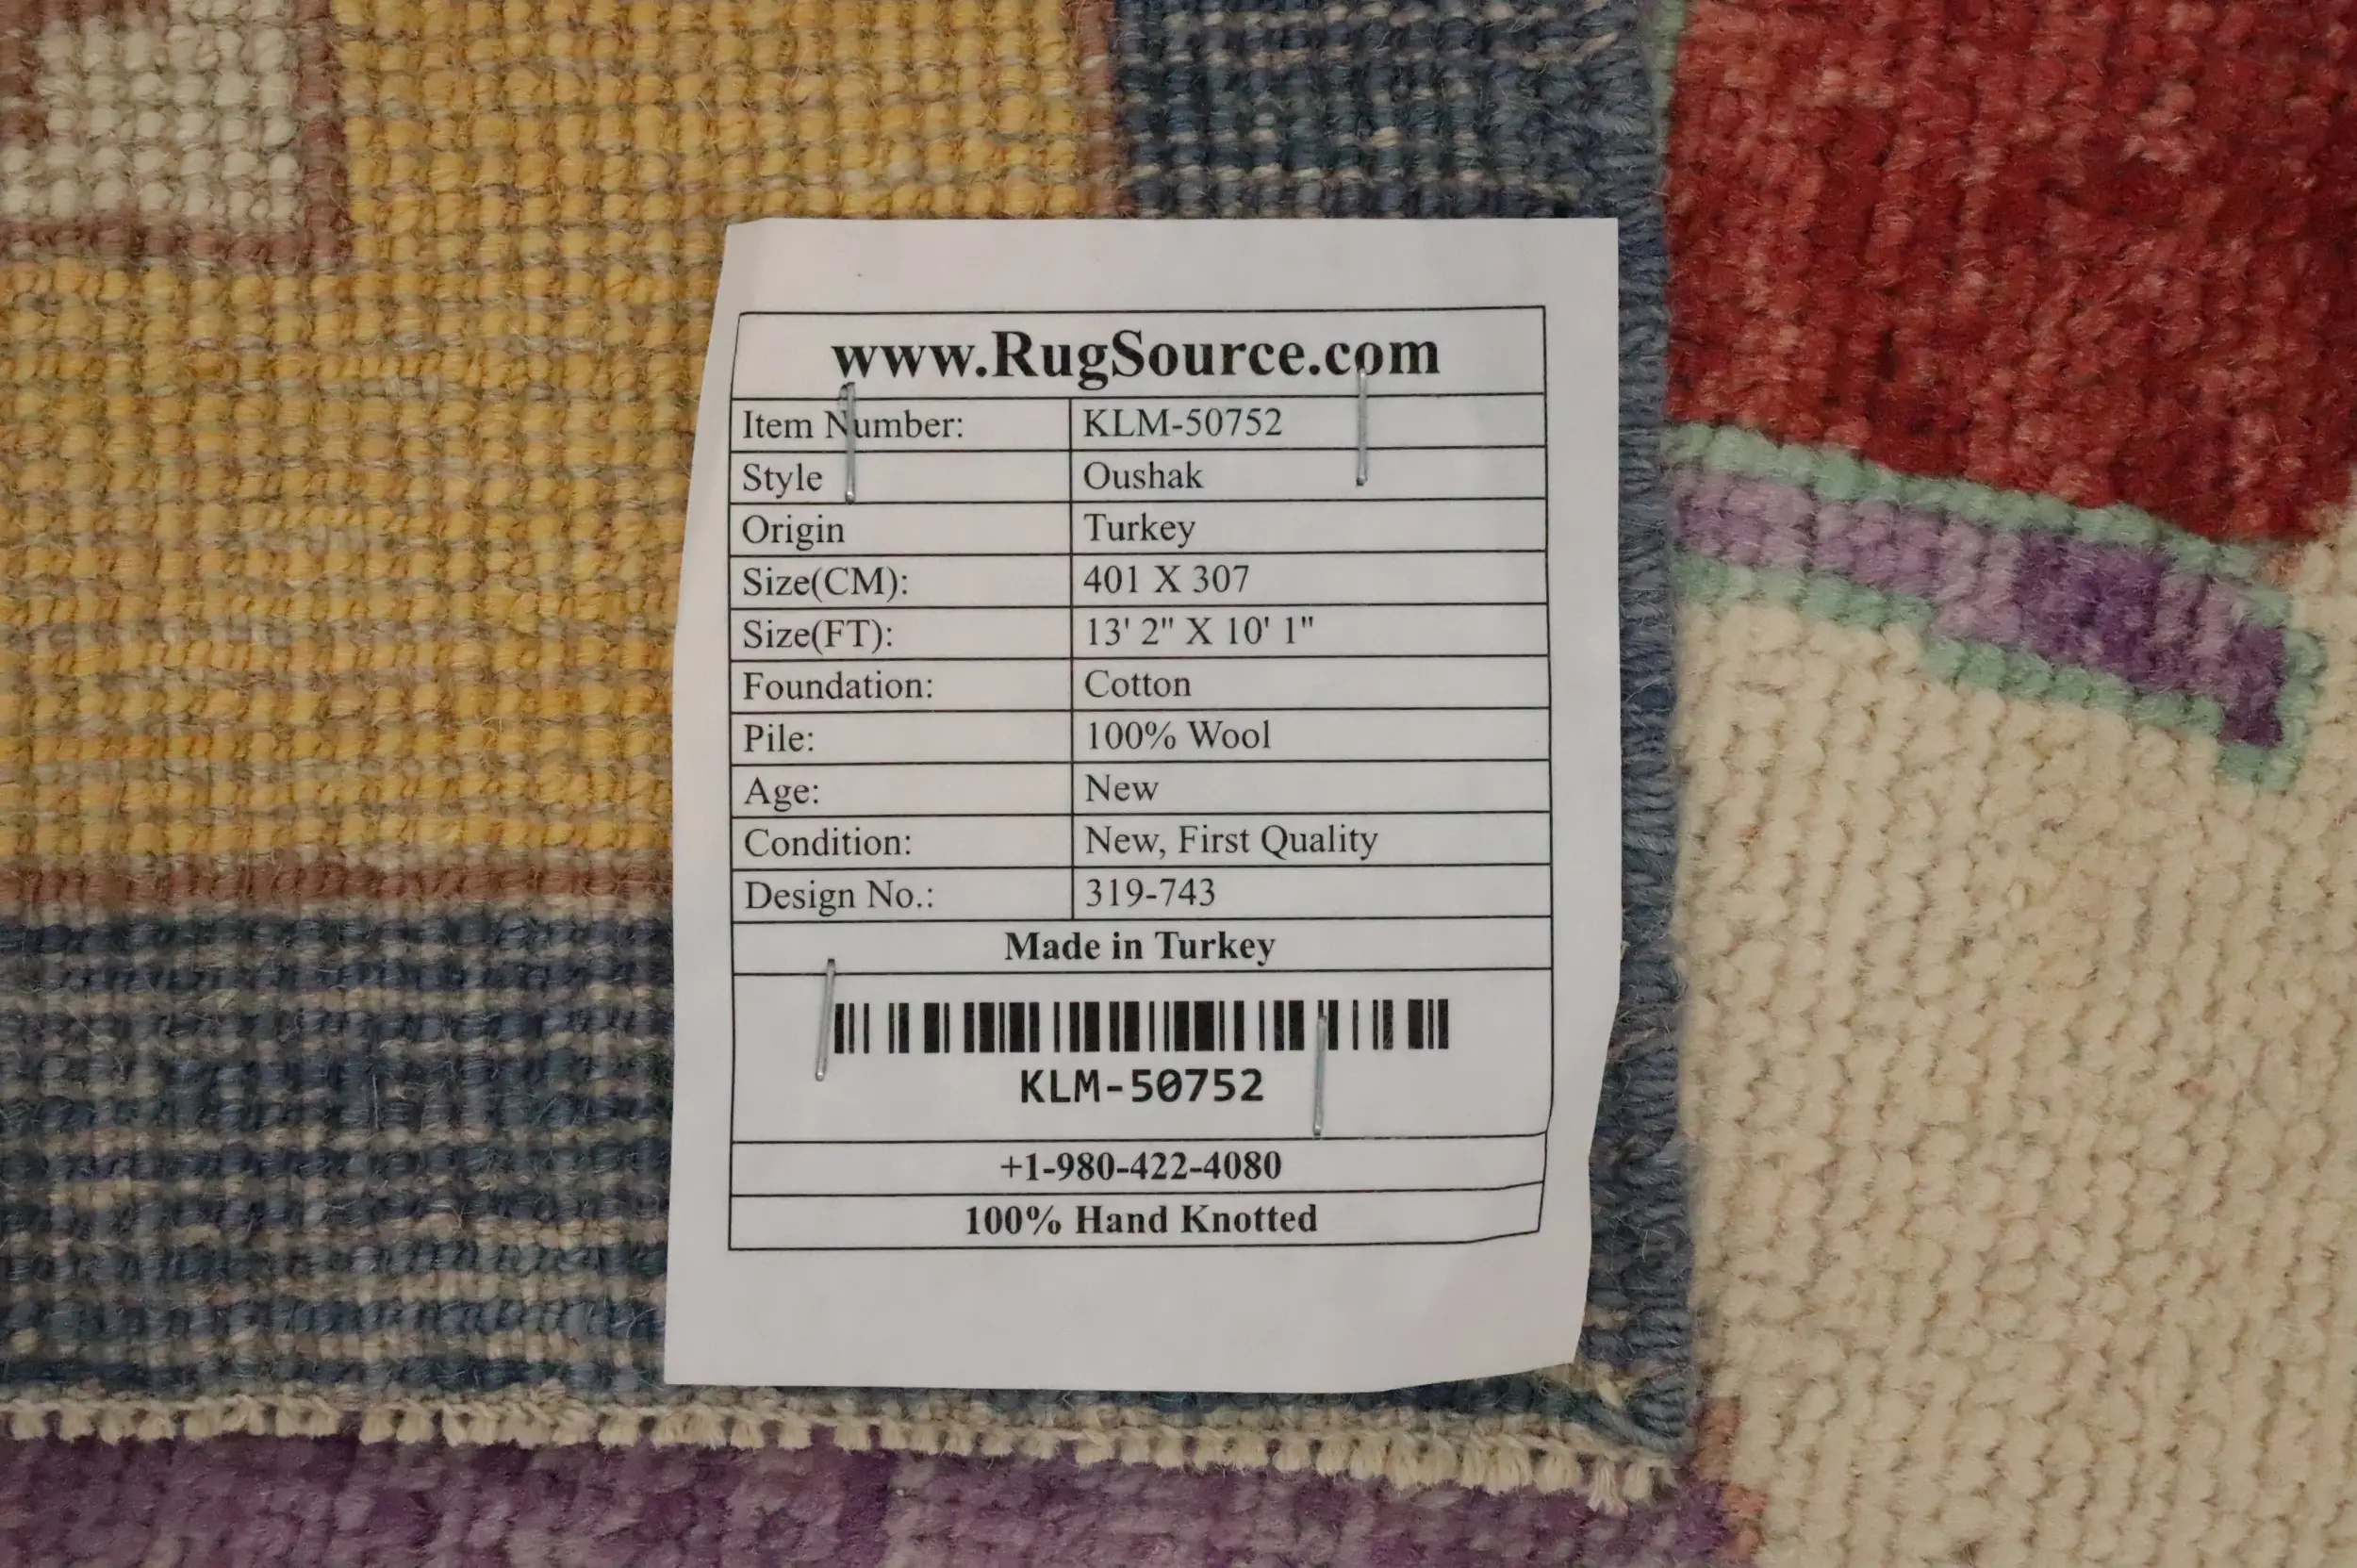 www.RugSource.com
Item Number: KLM-50752
Style Oushak
Origin Turkey
Size(CM): 401 X 307
Size(FT): 13' 2" X 10' 1"
Foundation: Cotton
Pile: 100% Wool
Age: New
Condition: New, First Quality
Design No.: 319-743
Made in Turkey
KLM-50752
+1-980-422-4080
100% Hand Knotted